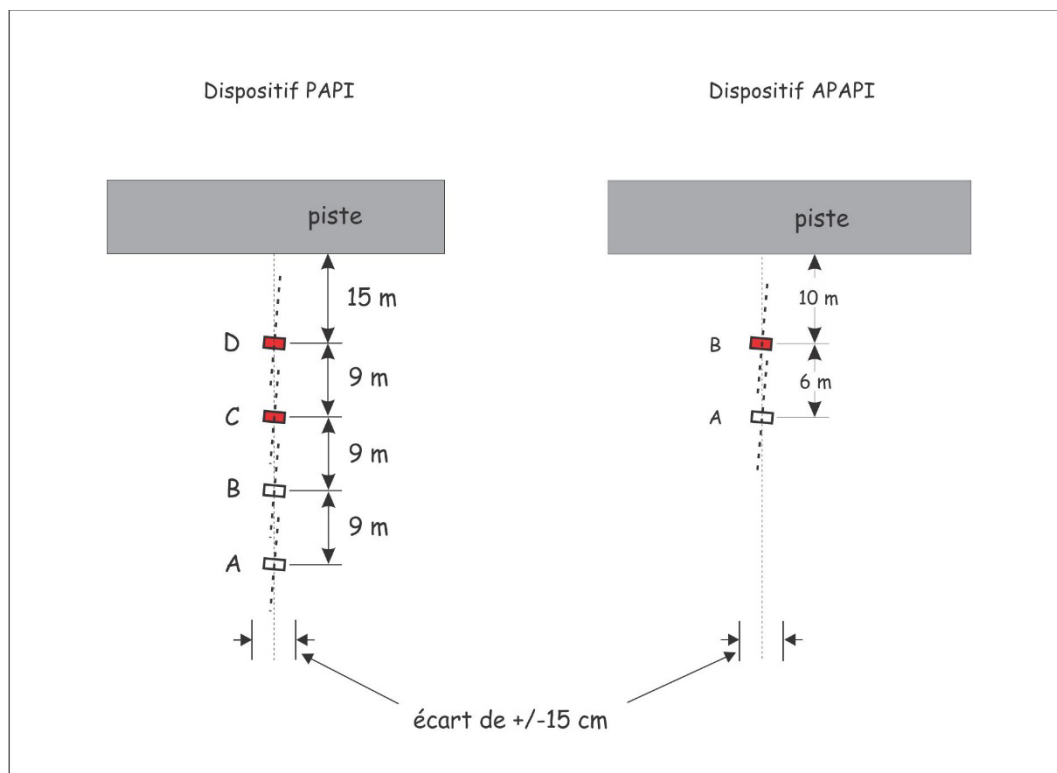 Dispositif PAPI
Dispositif APAPI
piste
piste
15 m
10 m
D
B
9 m
6 m
C
A
9 m
B
9 m
A
écart de +/-15 cm